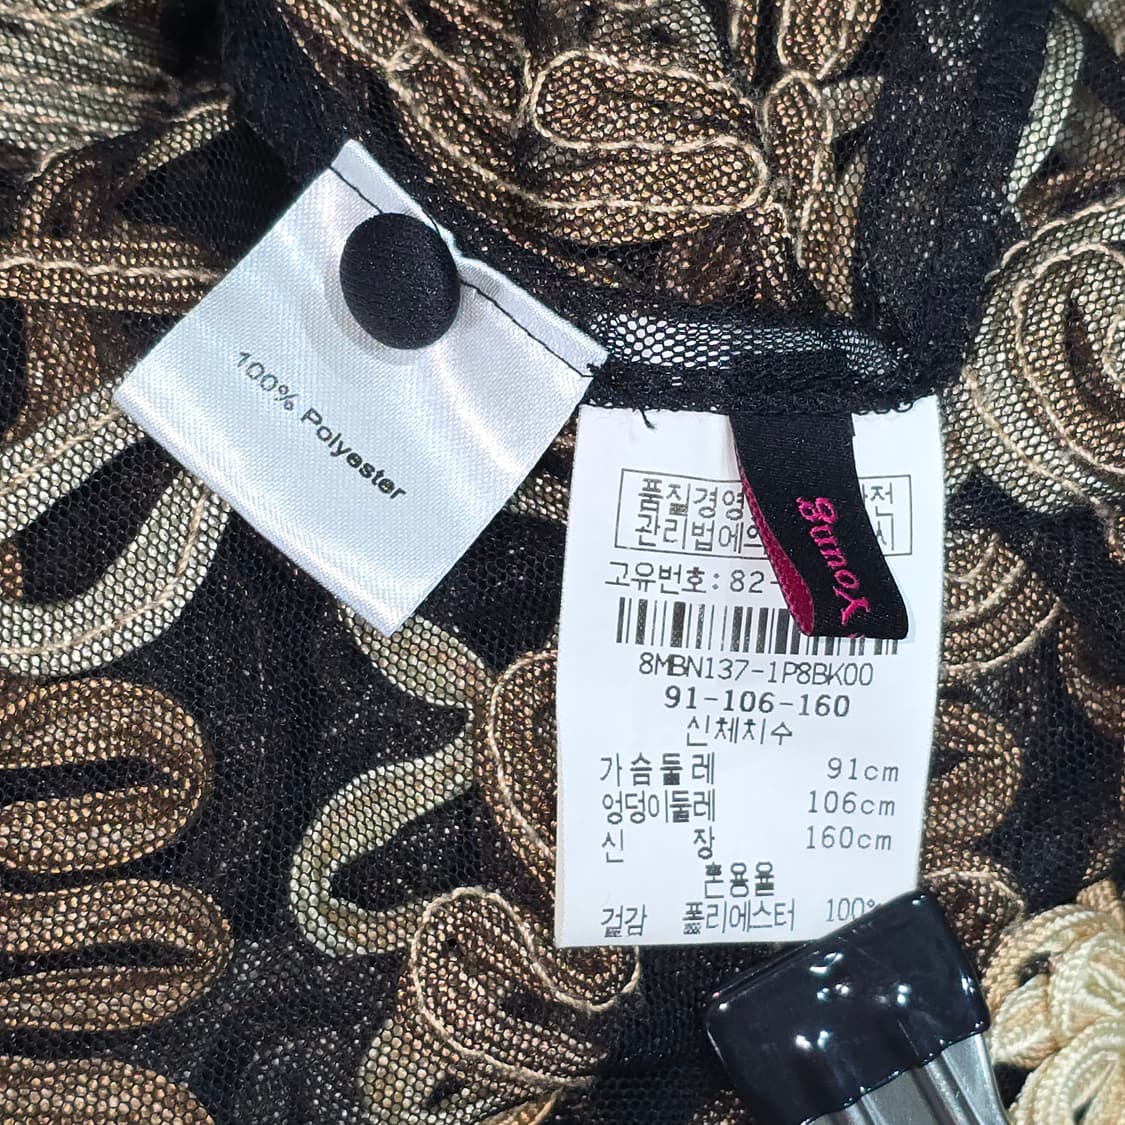 100% Polyester
Young
품질경영 안전
관리법에의 시
고유번호:82-
8MBN137-1P8BK00
91-106-160
신체치수
가슴둘레 91cm
엉덩이둘레 106cm
신 장 160cm
혼용율
겉감 폴리에스터 100%